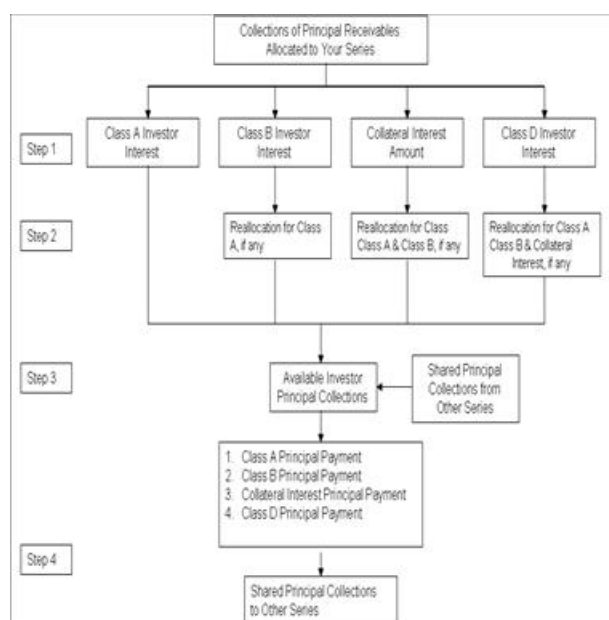 Collections of Principal Receivables
Allocated to Your Series
Step 1
Class A Investor
Interest
Class B Investor
Interest
Collateral Interest
Amount
Class D Investor
Interest
Step 2
Reallocation for Class
A, if any
Reallocation for Class
Class A & Class B, if any
Reallocation for Class A
Class B & Collateral
Interest, if any
Step 3
Available Investor
Principal Collections
Shared Principal
Collections from
Other Series
1. Class A Principal Payment
2. Class B Principal Payment
3. Collateral Interest Principal Payment
4. Class D Principal Payment
Step 4
Shared Principal Collections
to Other Series